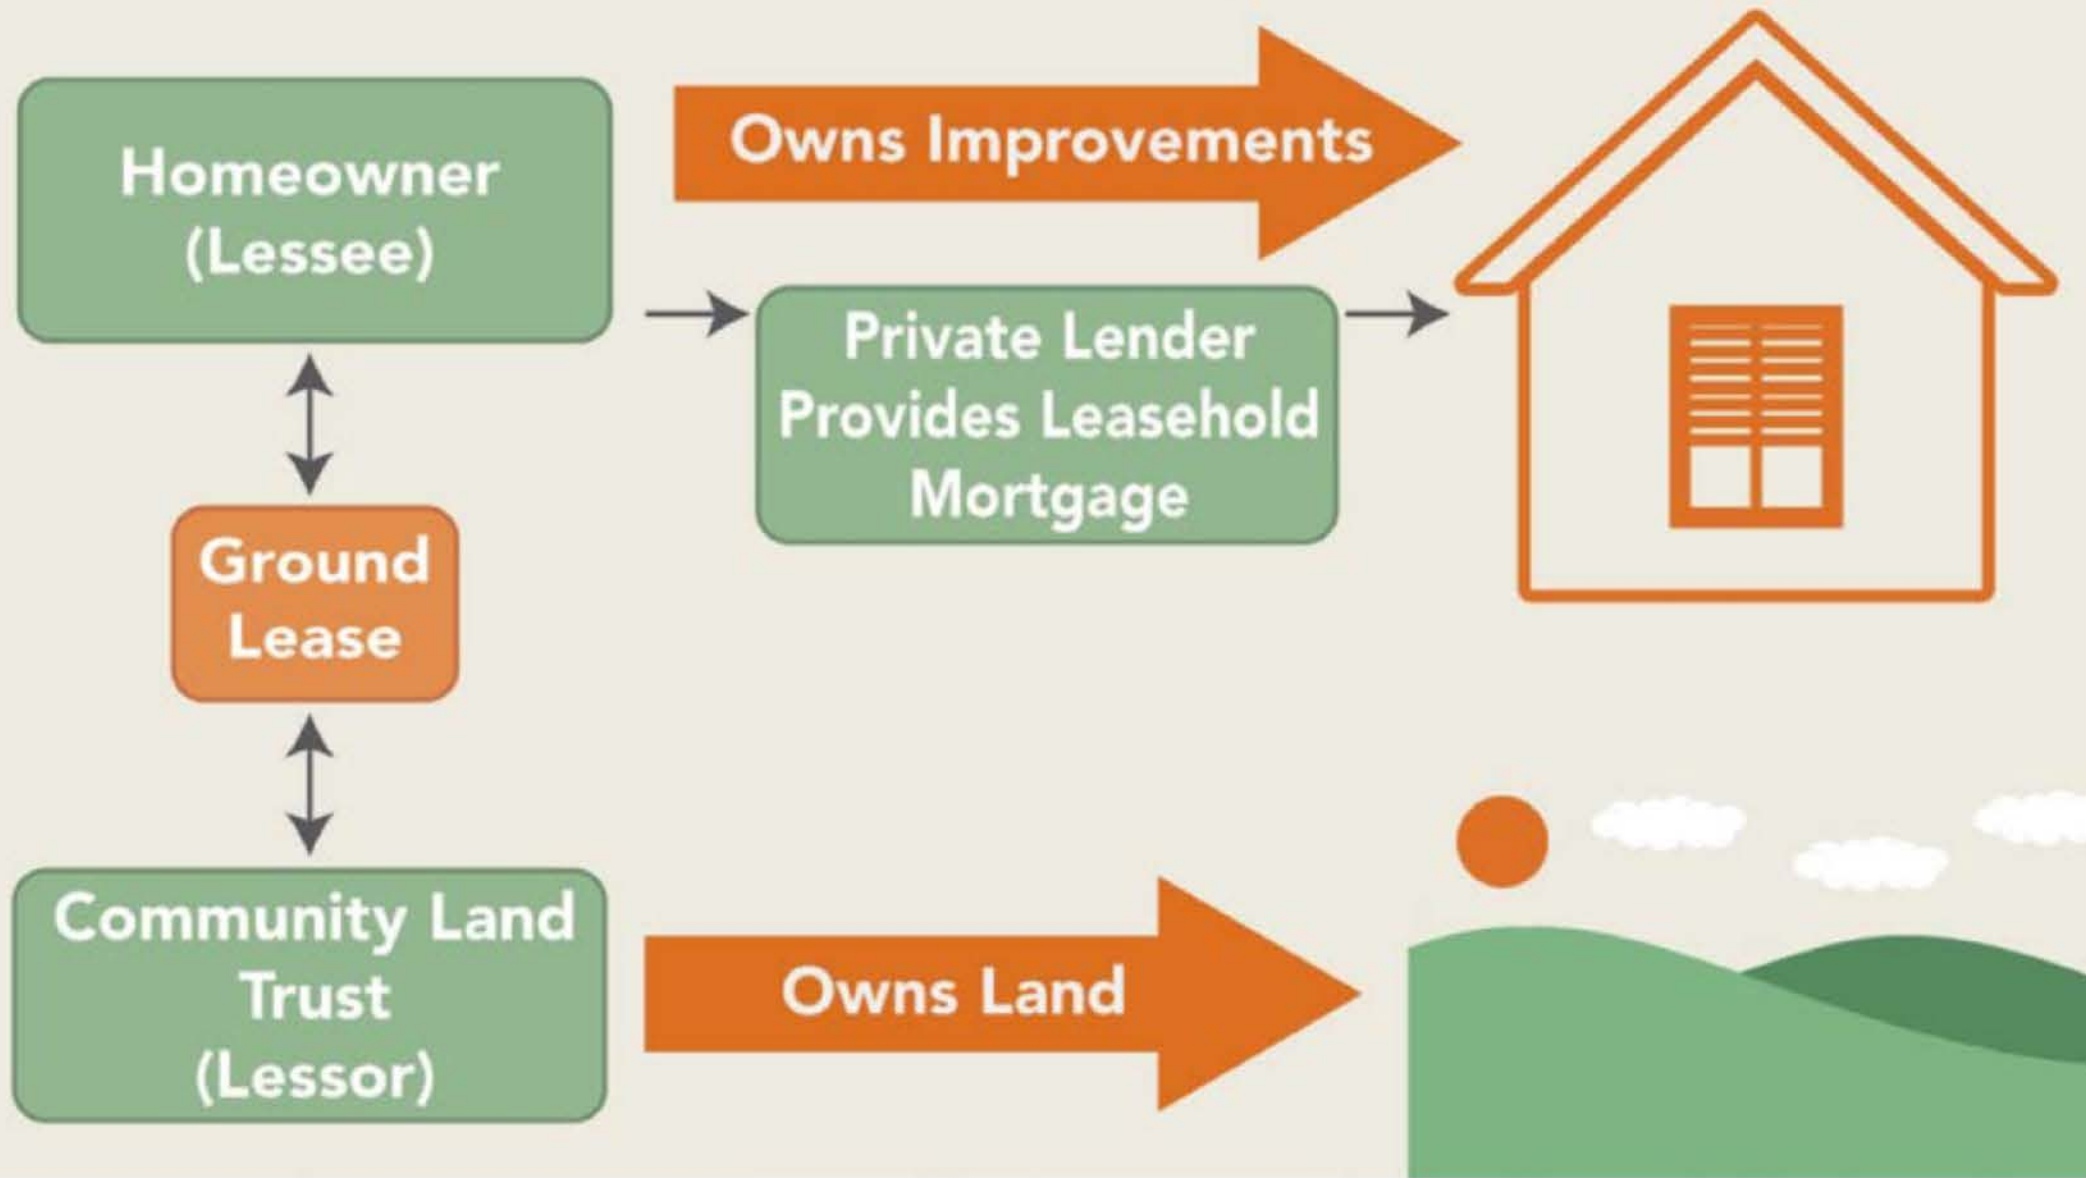 Homeowner
(Lessee)
Owns Improvements
Private Lender
Provides Leasehold
Mortgage
Ground
Lease
Community Land
Trust
(Lessor)
Owns Land